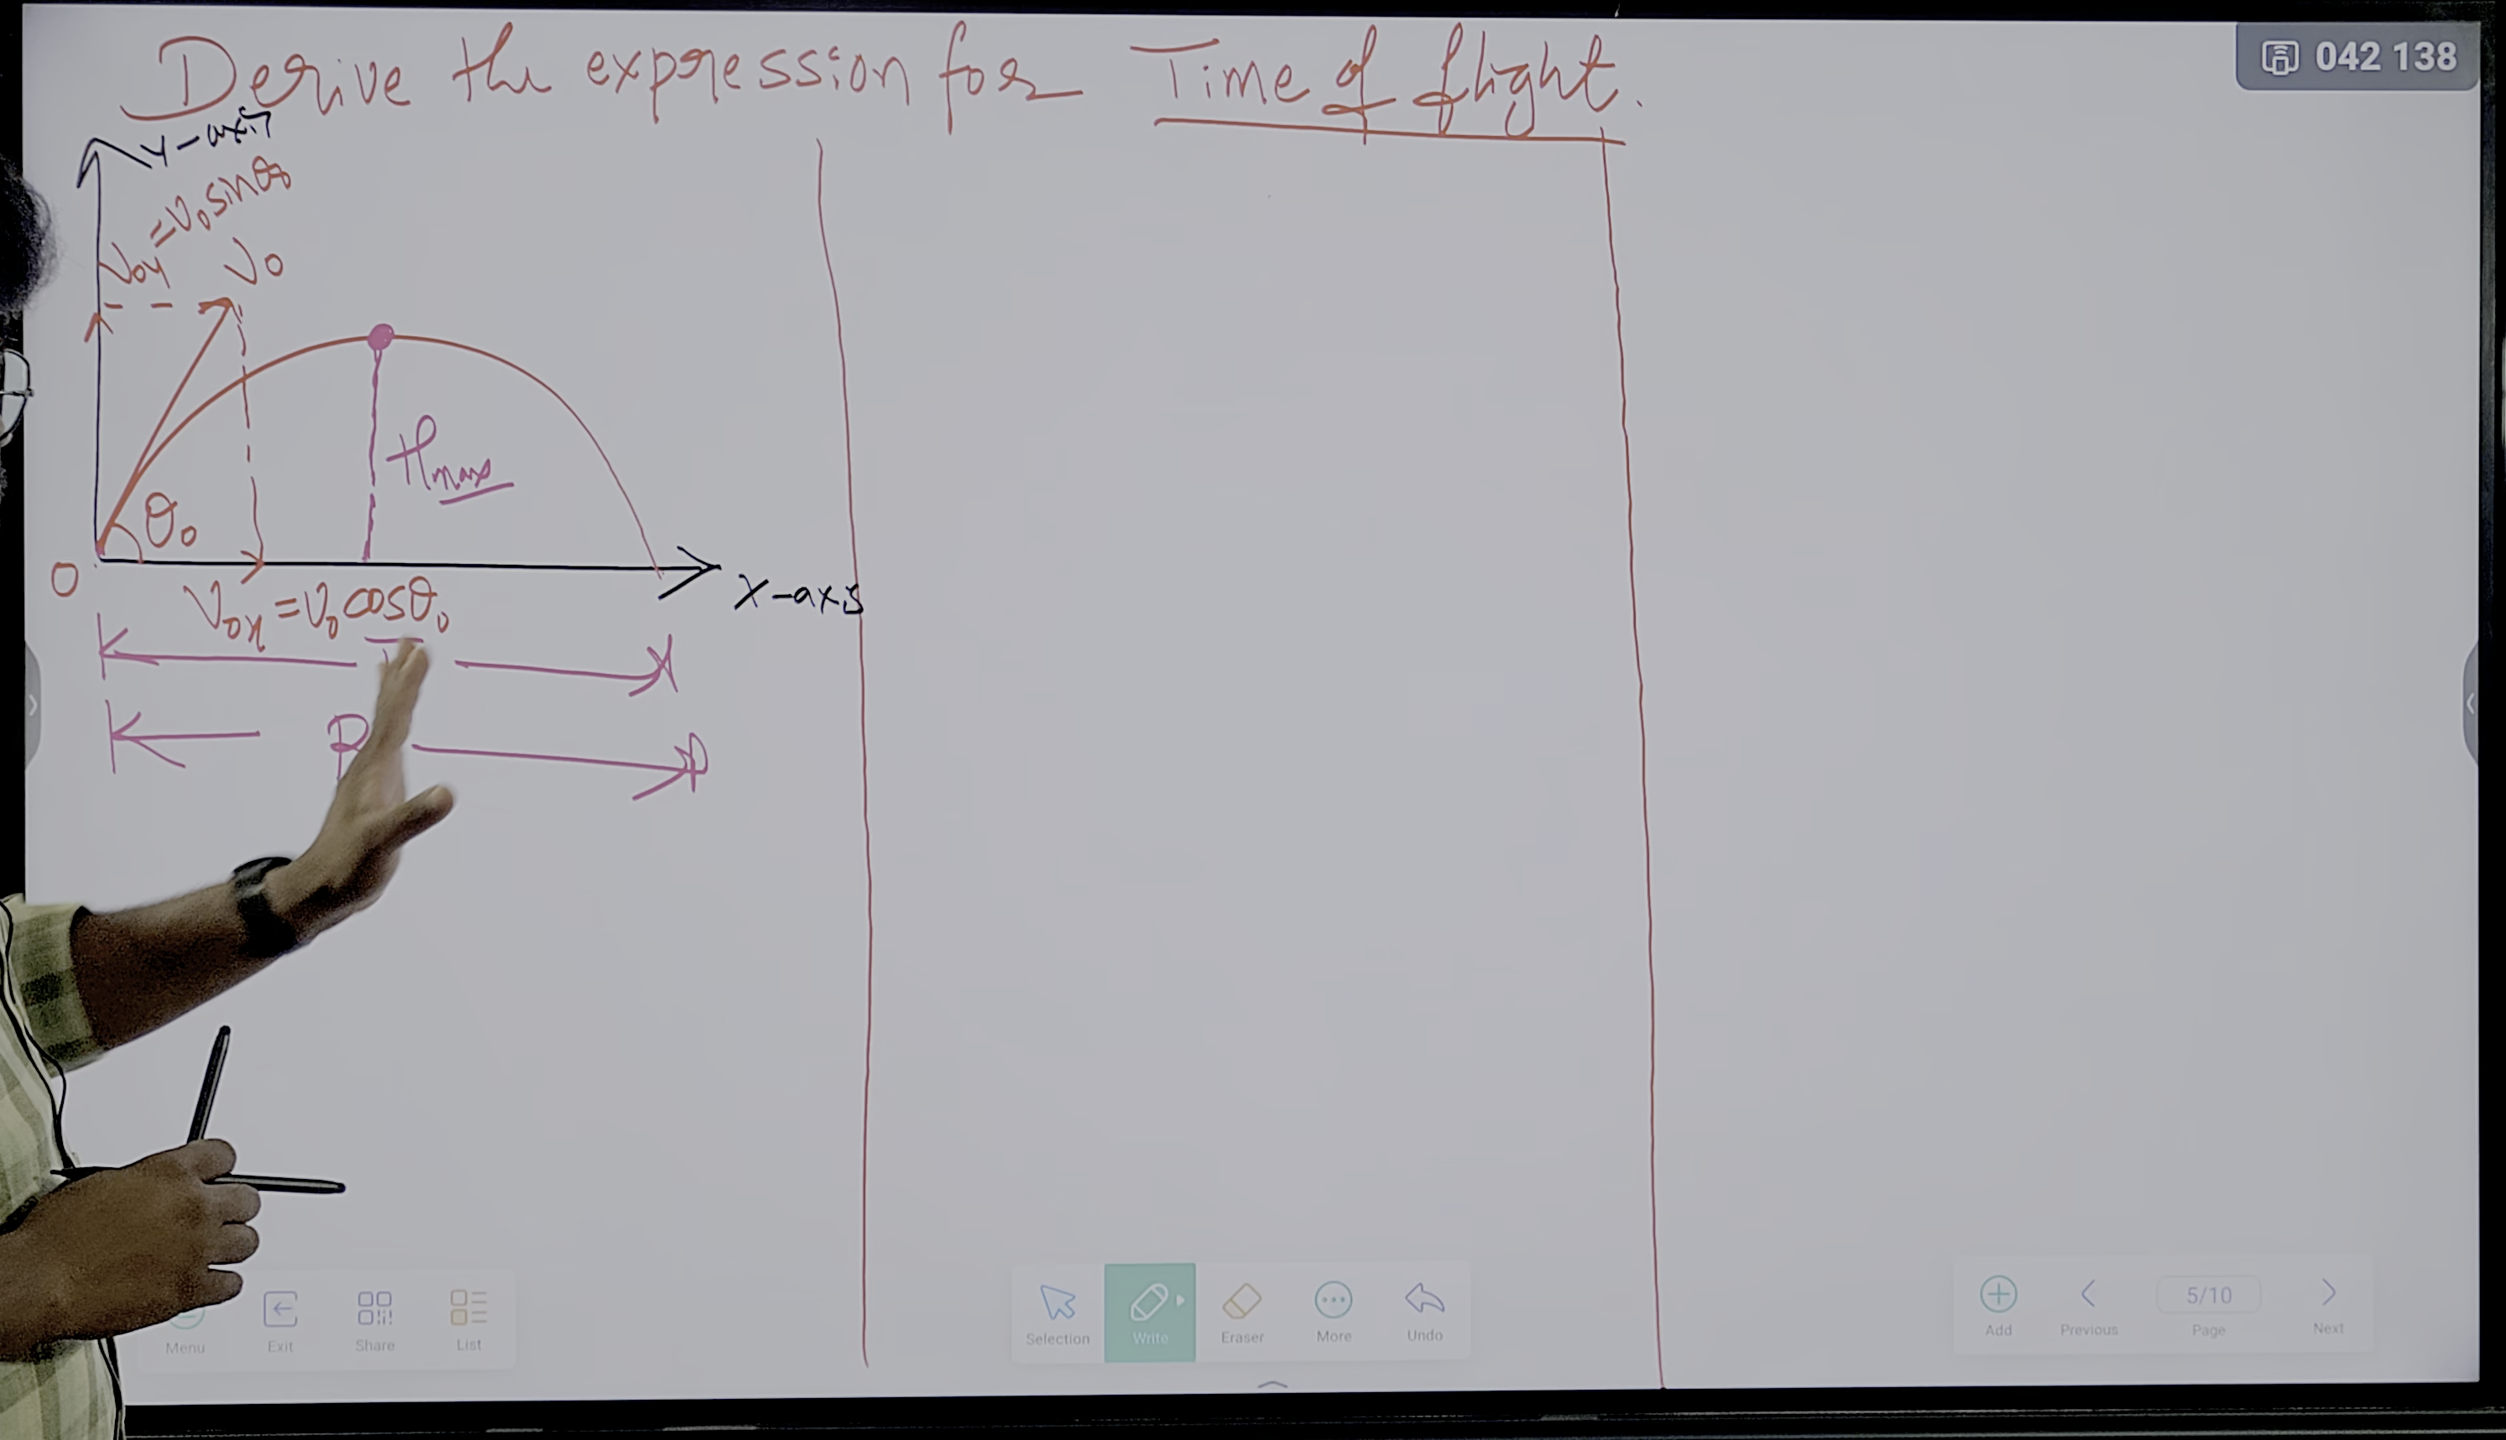 Derive the expression for Time of flight.
042 138
Y-axis
V₀y = V₀ sinθ₀
V₀
Hmax
θ₀
O
X-axis
V₀x = V₀ cosθ₀
R
Menu
Exit
Share
List
Selection
Write
Eraser
More
Undo
Add
Previous
5/10
Page
Next